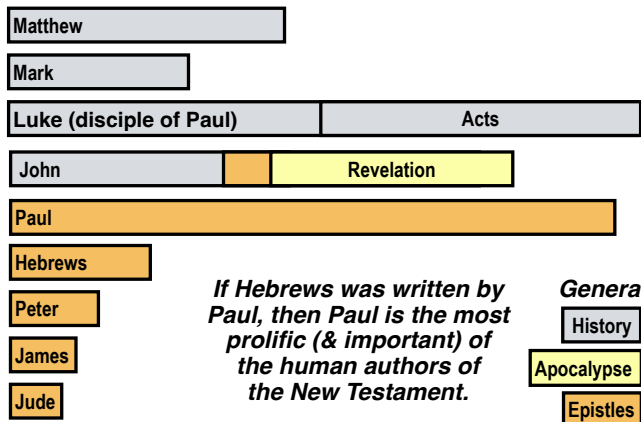 Matthew
Mark
Luke (disciple of Paul) Acts
John Revelation
Paul
Hebrews
Peter
James
Jude
If Hebrews was written by
Paul, then Paul is the most
prolific (& important) of
the human authors of
the New Testament.
Genera
History
Apocalypse
Epistles